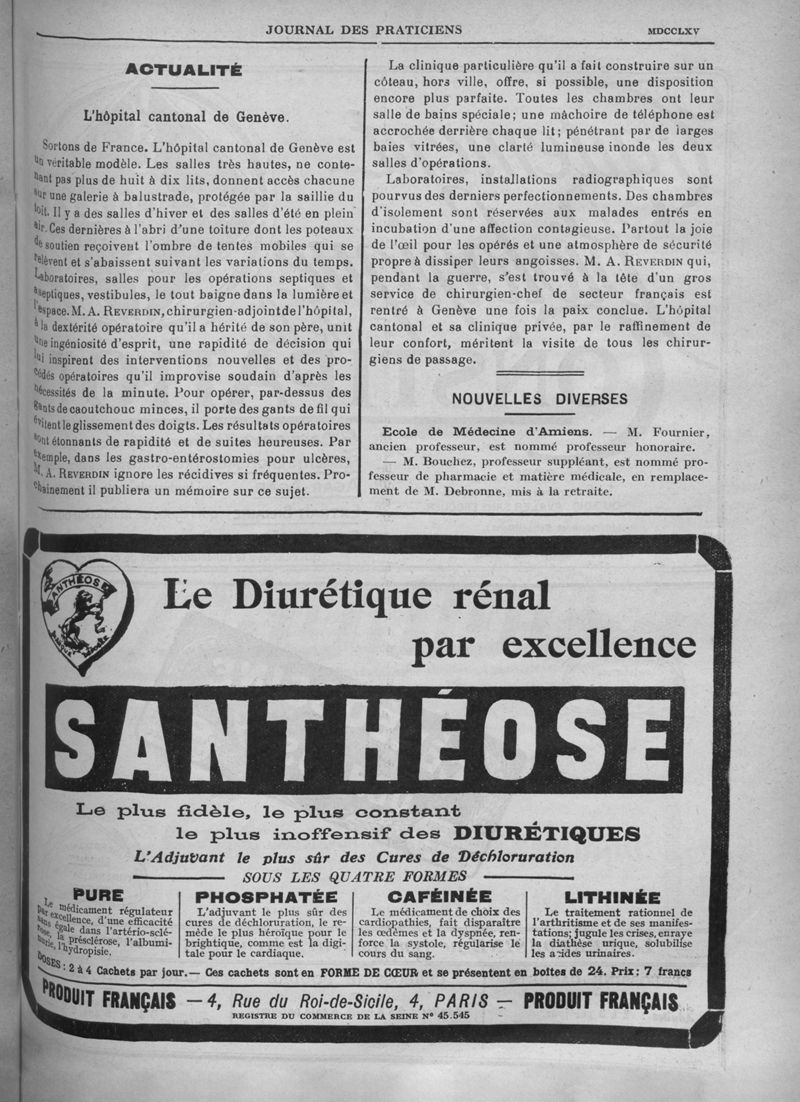 JOURNAL DES PRATICIENS
MDCCLXV
ACTUALITÉ
L'hôpital cantonal de Genève.
Sortons de France. L'hôpital cantonal de Genève est
un véritable modèle. Les salles très hautes, ne conte-
nant pas plus de huit à dix lits, donnent accès chacune
sur une galerie à balustrade, protégée par la saillie du
toit. Il y a des salles d'hiver et des salles d'été en plein
air. Ces dernières à l'abri d'une toiture dont les poteaux
de soutien reçoivent l'ombre de tentes mobiles qui se
relèvent et s'abaissent suivant les variations du temps.
Laboratoires, salles pour les opérations septiques et
aseptiques, vestibules, le tout baigne dans la lumière et
l'espace. M. A. REVERDIN, chirurgien-adjoint de l'hôpital,
à la dextérité opératoire qu'il a hérité de son père, unit
une ingéniosité d'esprit, une rapidité de décision qui
lui inspirent des interventions nouvelles et des pro-
cédés opératoires qu'il improvise soudain d'après les
nécessités de la minute. Pour opérer, par-dessus des
gants de caoutchouc minces, il porte des gants de fil qui
évitent le glissement des doigts. Les résultats opératoires
sont étonnants de rapidité et de suites heureuses. Par
exemple, dans les gastro-entérostomies pour ulcères,
M. A. REVERDIN ignore les récidives si fréquentes. Pro-
chainement il publiera un mémoire sur ce sujet.
La clinique particulière qu'il a fait construire sur un
côteau, hors ville, offre, si possible, une disposition
encore plus parfaite. Toutes les chambres ont leur
salle de bains spéciale; une mâchoire de téléphone est
accrochée derrière chaque lit; pénétrant par de larges
baies vitrées, une clarté lumineuse inonde les deux
salles d'opérations.
Laboratoires, installations radiographiques sont
pourvus des derniers perfectionnements. Des chambres
d'isolement sont réservées aux malades entrés en
incubation d'une affection contagieuse. Partout la joie
de l'œil pour les opérés et une atmosphère de sécurité
propre à dissiper leurs angoisses. M. A. REVERDIN qui,
pendant la guerre, s'est trouvé à la tête d'un gros
service de chirurgien-chef de secteur français est
rentré à Genève une fois la paix conclue. L'hôpital
cantonal et sa clinique privée, par le raffinement de
leur confort, méritent la visite de tous les chirur-
giens de passage.
NOUVELLES DIVERSES
Ecole de Médecine d'Amiens. — M. Fournier,
ancien professeur, est nommé professeur honoraire.
— M. Bouchez, professeur suppléant, est nommé pro-
fesseur de pharmacie et matière médicale, en remplace-
ment de M. Debronne, mis à la retraite.
SANTHÉOSE
Le Diurétique rénal
par excellence
SANTHÉOSE
Le plus fidèle, le plus constant
le plus inoffensif des DIURÉTIQUES
L'Adjuvant le plus sûr des Cures de Déchloruration
SOUS LES QUATRE FORMES
PURE
Le médicament régulateur
par excellence, d'une efficacité
sans égale dans l'artério-sclé-
rose, la présclérose, l'albumi-
nurie, l'hydropisie.
PHOSPHATÉE
L'adjuvant le plus sûr des
cures de déchloruration, le re-
mède le plus héroïque pour le
brightique, comme est la digi-
tale pour le cardiaque.
CAFÉINÉE
Le médicament de choix des
cardiopathies, fait disparaître
les œdèmes et la dyspnée, ren-
force la systole, régularise le
cours du sang.
LITHINÉE
Le traitement rationnel de
l'arthritisme et de ses manifes-
tations; jugule les crises, enraye
la diathèse urique, solubilise
les acides urinaires.
DOSES : 2 à 4 Cachets par jour. — Ces cachets sont en FORME DE CŒUR et se présentent en boîtes de 24. Prix: 7 francs
PRODUIT FRANÇAIS — 4, Rue du Roi-de-Sicile, 4, PARIS — PRODUIT FRANÇAIS
REGISTRE DU COMMERCE DE LA SEINE N° 45.545